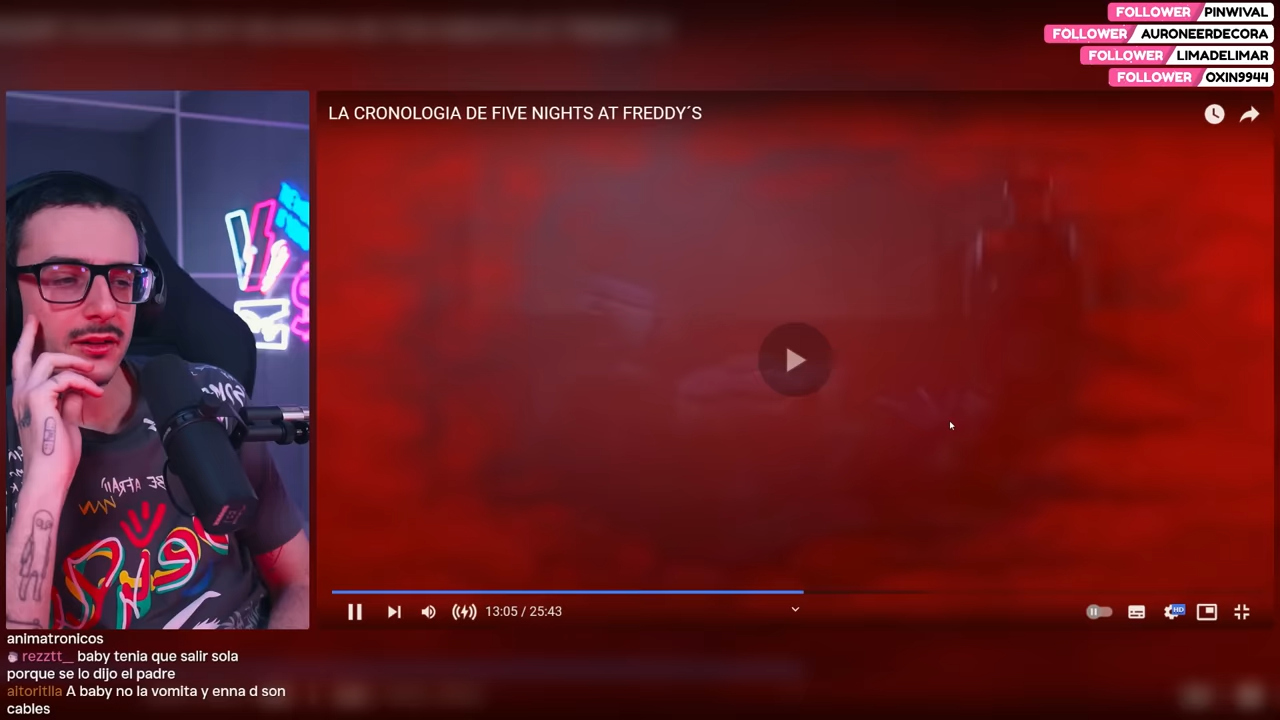 FOLLOWER PINWIVAL
FOLLOWER AURONEERDECORA
FOLLOWER LIMADELIMAR
FOLLOWER OXIN9944
LA CRONOLOGIA DE FIVE NIGHTS AT FREDDY´S
13:05 / 25:43
HD
animatronicos
rezztt__ baby tenia que salir sola
porque se lo dijo el padre
altoritlla A baby no la vomita y enna d son
cables